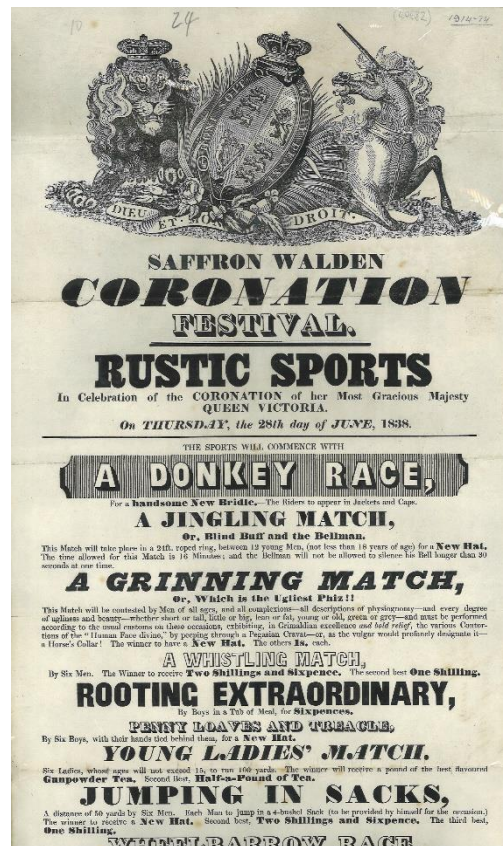 10
24
1914-74
DIEU ET MON DROIT.
SAFFRON WALDEN
CORONATION
FESTIVAL.
RUSTIC SPORTS
In Celebration of the CORONATION of her Most Gracious Majesty
QUEEN VICTORIA.
On THURSDAY, the 28th day of JUNE, 1838.
THE SPORTS WILL COMMENCE WITH
A DONKEY RACE,
For a handsome New Bridle.—The Riders to appear in Jackets and Caps.
A JINGLING MATCH,
Or, Blind Buff and the Bellman.
This Match will take place in a 24ft. roped ring, between 12 young Men, (not less than 18 years of age) for a New Hat.
The time allowed for this Match is 16 Minutes; and the Bellman will not be allowed to silence his Bell longer than 30
seconds at one time.
A GRINNING MATCH,
Or, Which is the Ugliest Phiz!!
This Match will be contested by Men of all ages, and all complexions—all descriptions of physiognomy—and every degree
of ugliness and beauty—whether short or tall, little or big, lean or fat, young or old, green or grey—and must be performed
according to the usual customs on these occasions, exhibiting, in Grimaldian excellence and bold relief, the various Contor-
tions of the "Human Face divine," by peeping through a Pegasian Cravat—or, as the vulgar would profanely designate it—
a Horse's Collar! The winner to have a New Hat. The others 1s. each.
A WHISTLING MATCH,
By Six Men. The Winner to receive Two Shillings and Sixpence. The second best One Shilling.
ROOTING EXTRAORDINARY,
By Boys in a Tub of Meal, for Sixpences.
PENNY LOAVES AND TREACLE,
By Six Boys, with their hands tied behind them, for a New Hat.
YOUNG LADIES' MATCH.
Six Ladies, whose ages will not exceed 15, to run 100 yards. The winner will receive a pound of the best flavoured
Gunpowder Tea. Second Best, Half-a-Pound of Tea.
JUMPING IN SACKS,
A distance of 50 yards by Six Men. Each Man to jump in a 4-bushel Sack (to be provided by himself for the occasion.)
The winner to receive a New Hat. Second best, Two Shillings and Sixpence. The third best,
One Shilling.
WHEELBARROW RACE